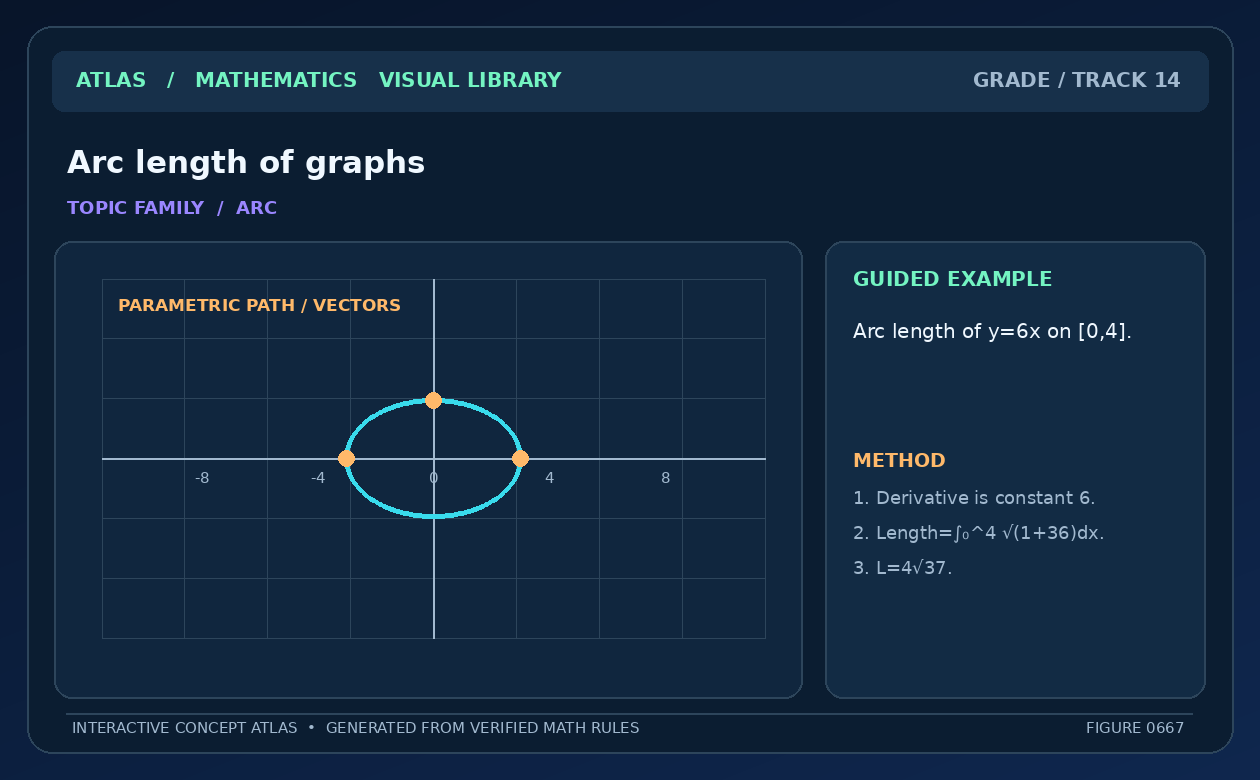 ATLAS / MATHEMATICS VISUAL LIBRARY
GRADE / TRACK 14
Arc length of graphs
TOPIC FAMILY / ARC
PARAMETRIC PATH / VECTORS
-8 -4 0 4 8
GUIDED EXAMPLE
Arc length of y=6x on [0,4].
METHOD
1. Derivative is constant 6.
2. Length=∫₀^4 √(1+36)dx.
3. L=4√37.
INTERACTIVE CONCEPT ATLAS • GENERATED FROM VERIFIED MATH RULES
FIGURE 0667